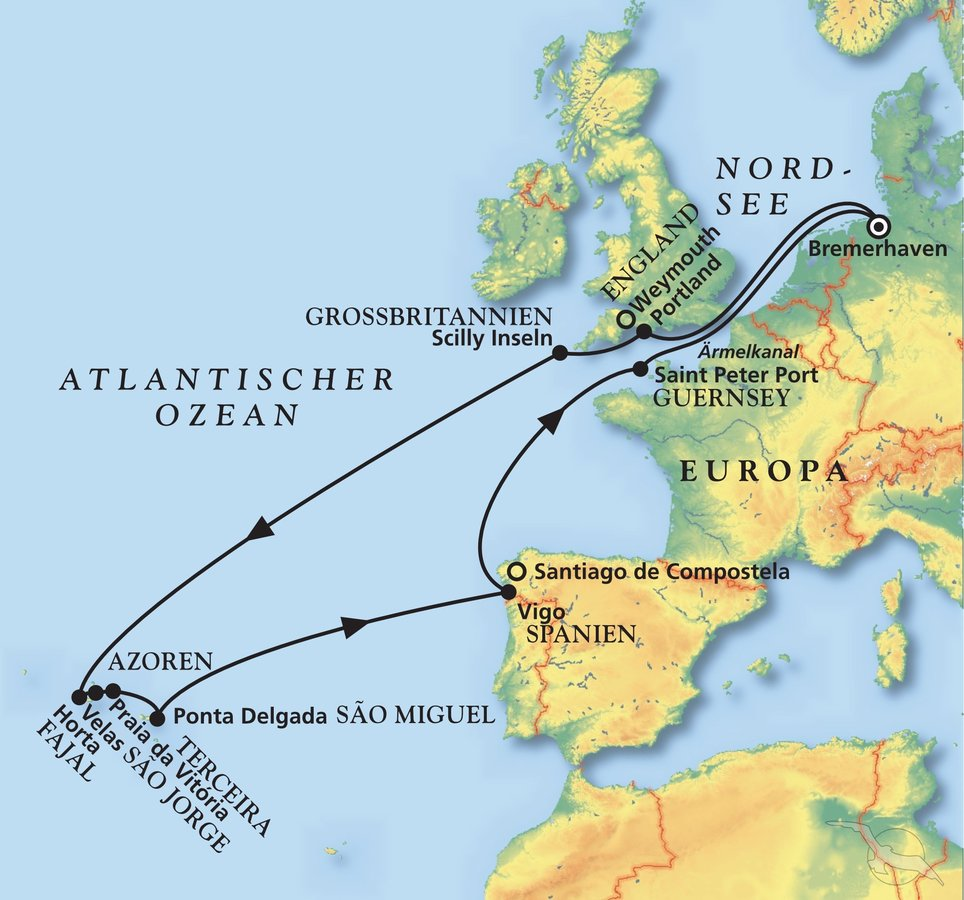 NORD-
SEE
Bremerhaven
ENGLAND
Weymouth
Portland
GROSSBRITANNIEN
Scilly Inseln
Ärmelkanal
Saint Peter Port
GUERNSEY
ATLANTISCHER
OZEAN
EUROPA
Santiago de Compostela
Vigo
SPANIEN
AZOREN
Ponta Delgada SÃO MIGUEL
Horta
FAJAL
Velas SÃO JORGE
Praia da Vitória
TERCEIRA